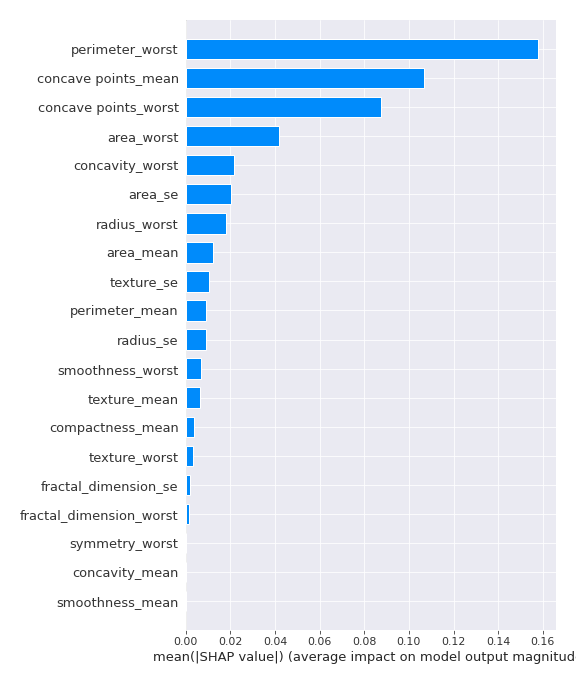 perimeter_worst
concave points_mean
concave points_worst
area_worst
concavity_worst
area_se
radius_worst
area_mean
texture_se
perimeter_mean
radius_se
smoothness_worst
texture_mean
compactness_mean
texture_worst
fractal_dimension_se
fractal_dimension_worst
symmetry_worst
concavity_mean
smoothness_mean
0.00 0.02 0.04 0.06 0.08 0.10 0.12 0.14 0.16
mean(|SHAP value|) (average impact on model output magnitud